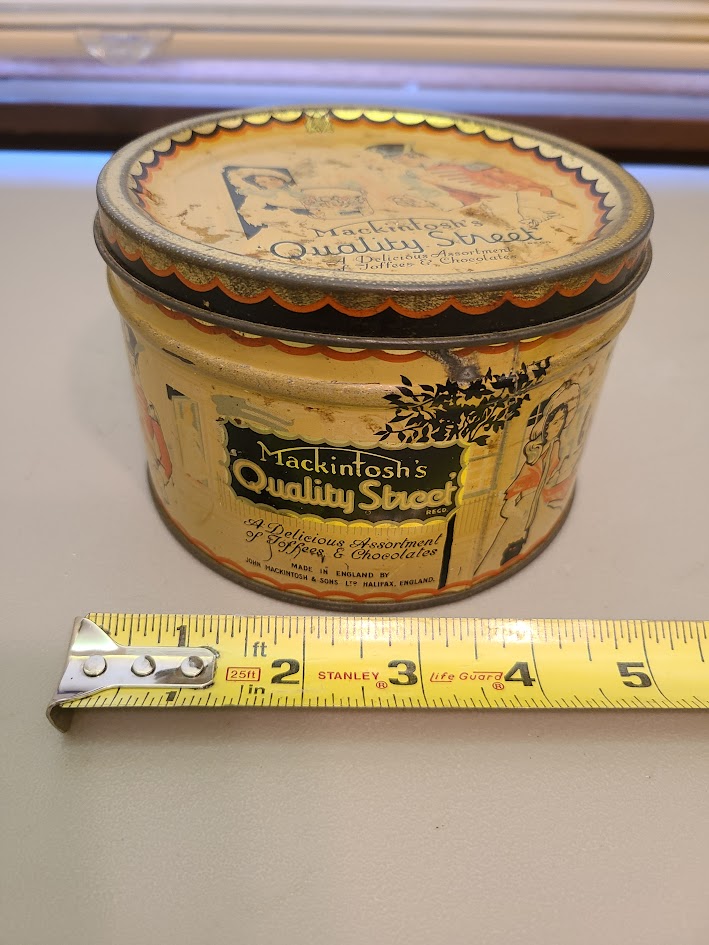 Mackintosh's
Quality Street
A Delicious Assortment
of Toffees & Chocolates
Mackintosh's
Quality Street
REGD.
A Delicious Assortment
of Toffees & Chocolates
MADE IN ENGLAND BY
JOHN MACKINTOSH & SONS LTD HALIFAX, ENGLAND.
1 ft 2 STANLEY® 3 Life Guard® 4 5
25ft in